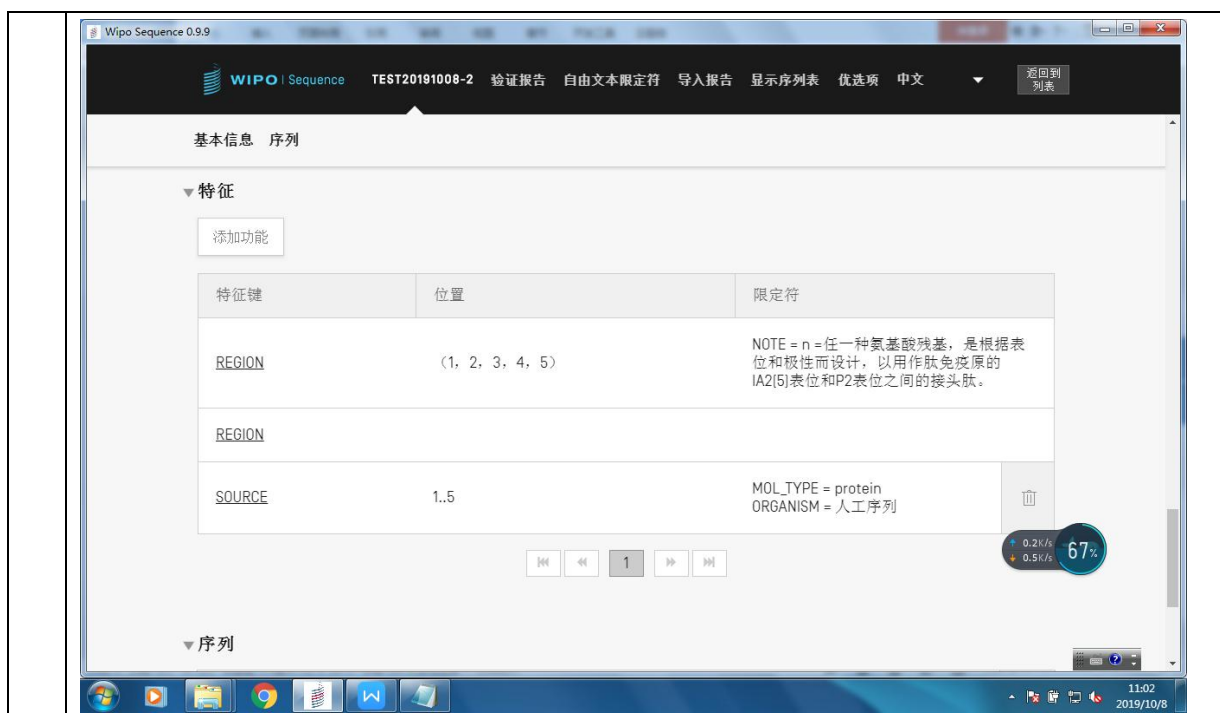 Wipo Sequence 0.9.9
WIPO | Sequence TEST20191008-2 验证报告 自由文本限定符 导入报告 显示序列表 优选项 中文 返回到
列表
基本信息 序列
特征
添加功能
特征键 位置 限定符
REGION （1，2，3，4，5） NOTE = n =任一种氨基酸残基，是根据表
位和极性而设计，以用作肽免疫原的
IA2[5]表位和P2表位之间的接头肽。
REGION
SOURCE 1..5 MOL_TYPE = protein
ORGANISM = 人工序列
1
0.2K/s
0.5K/s
67%
序列
11:02
2019/10/8